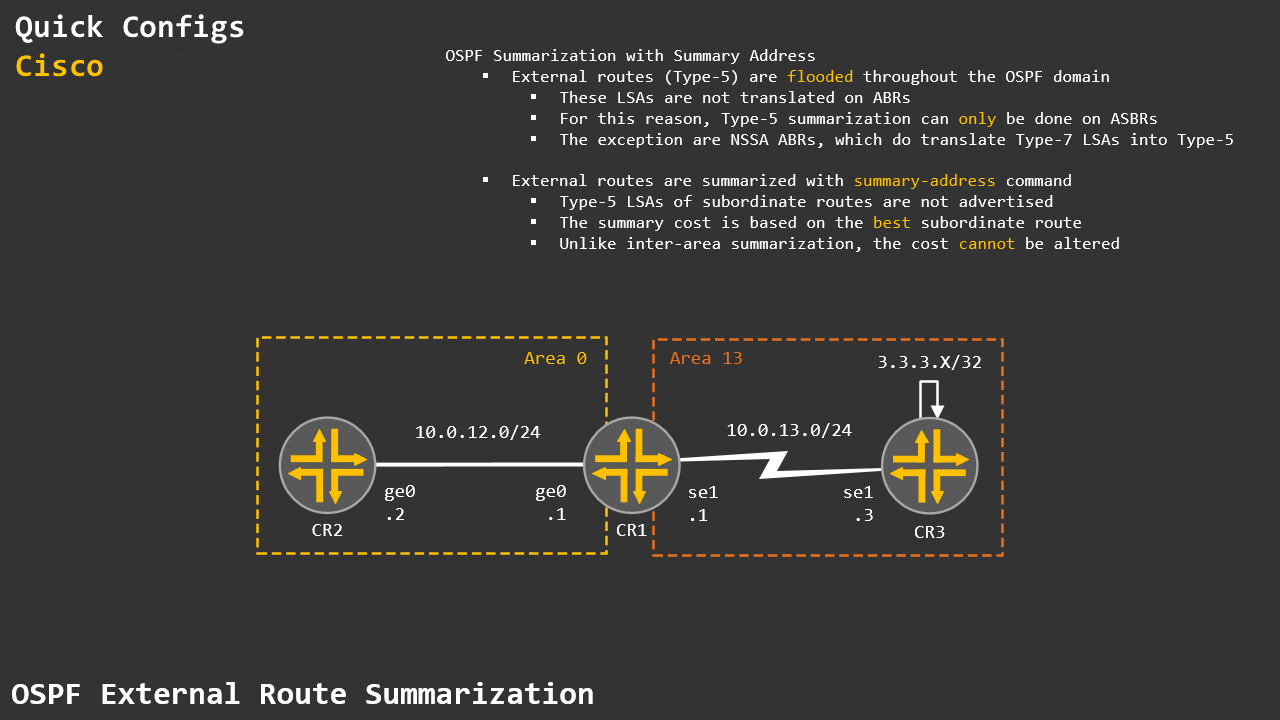 Quick Configs
Cisco
OSPF Summarization with Summary Address
▪ External routes (Type-5) are flooded throughout the OSPF domain
▪ These LSAs are not translated on ABRs
▪ For this reason, Type-5 summarization can only be done on ASBRs
▪ The exception are NSSA ABRs, which do translate Type-7 LSAs into Type-5
▪ External routes are summarized with summary-address command
▪ Type-5 LSAs of subordinate routes are not advertised
▪ The summary cost is based on the best subordinate route
▪ Unlike inter-area summarization, the cost cannot be altered
Area 0
Area 13
3.3.3.X/32
10.0.12.0/24
10.0.13.0/24
ge0
.2
ge0
.1
se1
.1
se1
.3
CR2
CR1
CR3
OSPF External Route Summarization